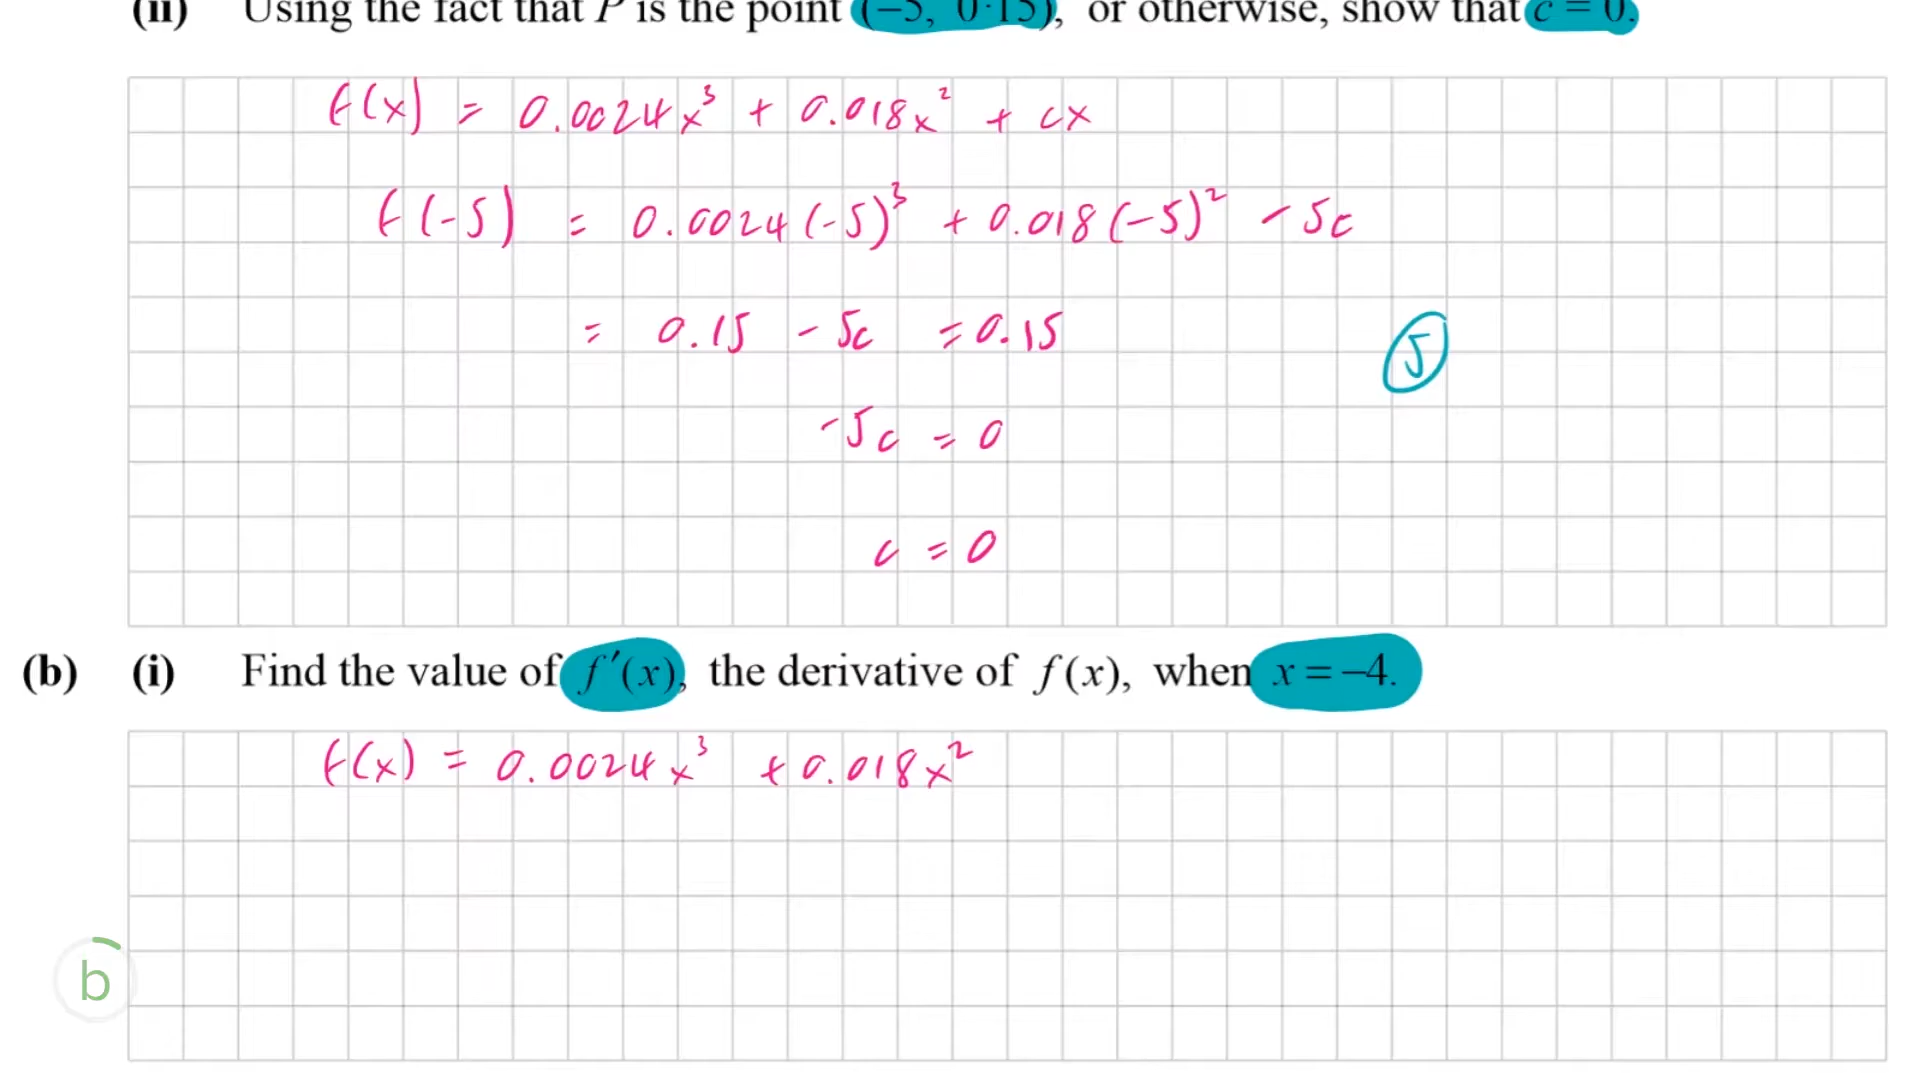 (ii) Using the fact that P is the point (−5, 0·15), or otherwise, show that c = 0.
f(x) = 0.0024x³ + 0.018x² + cx
f(-5) = 0.0024(-5)³ + 0.018(-5)² - 5c
= 0.15 - 5c = 0.15
5
-5c = 0
c = 0
(b) (i) Find the value of f′(x), the derivative of f(x), when x = −4.
f(x) = 0.0024x³ + 0.018x²
b